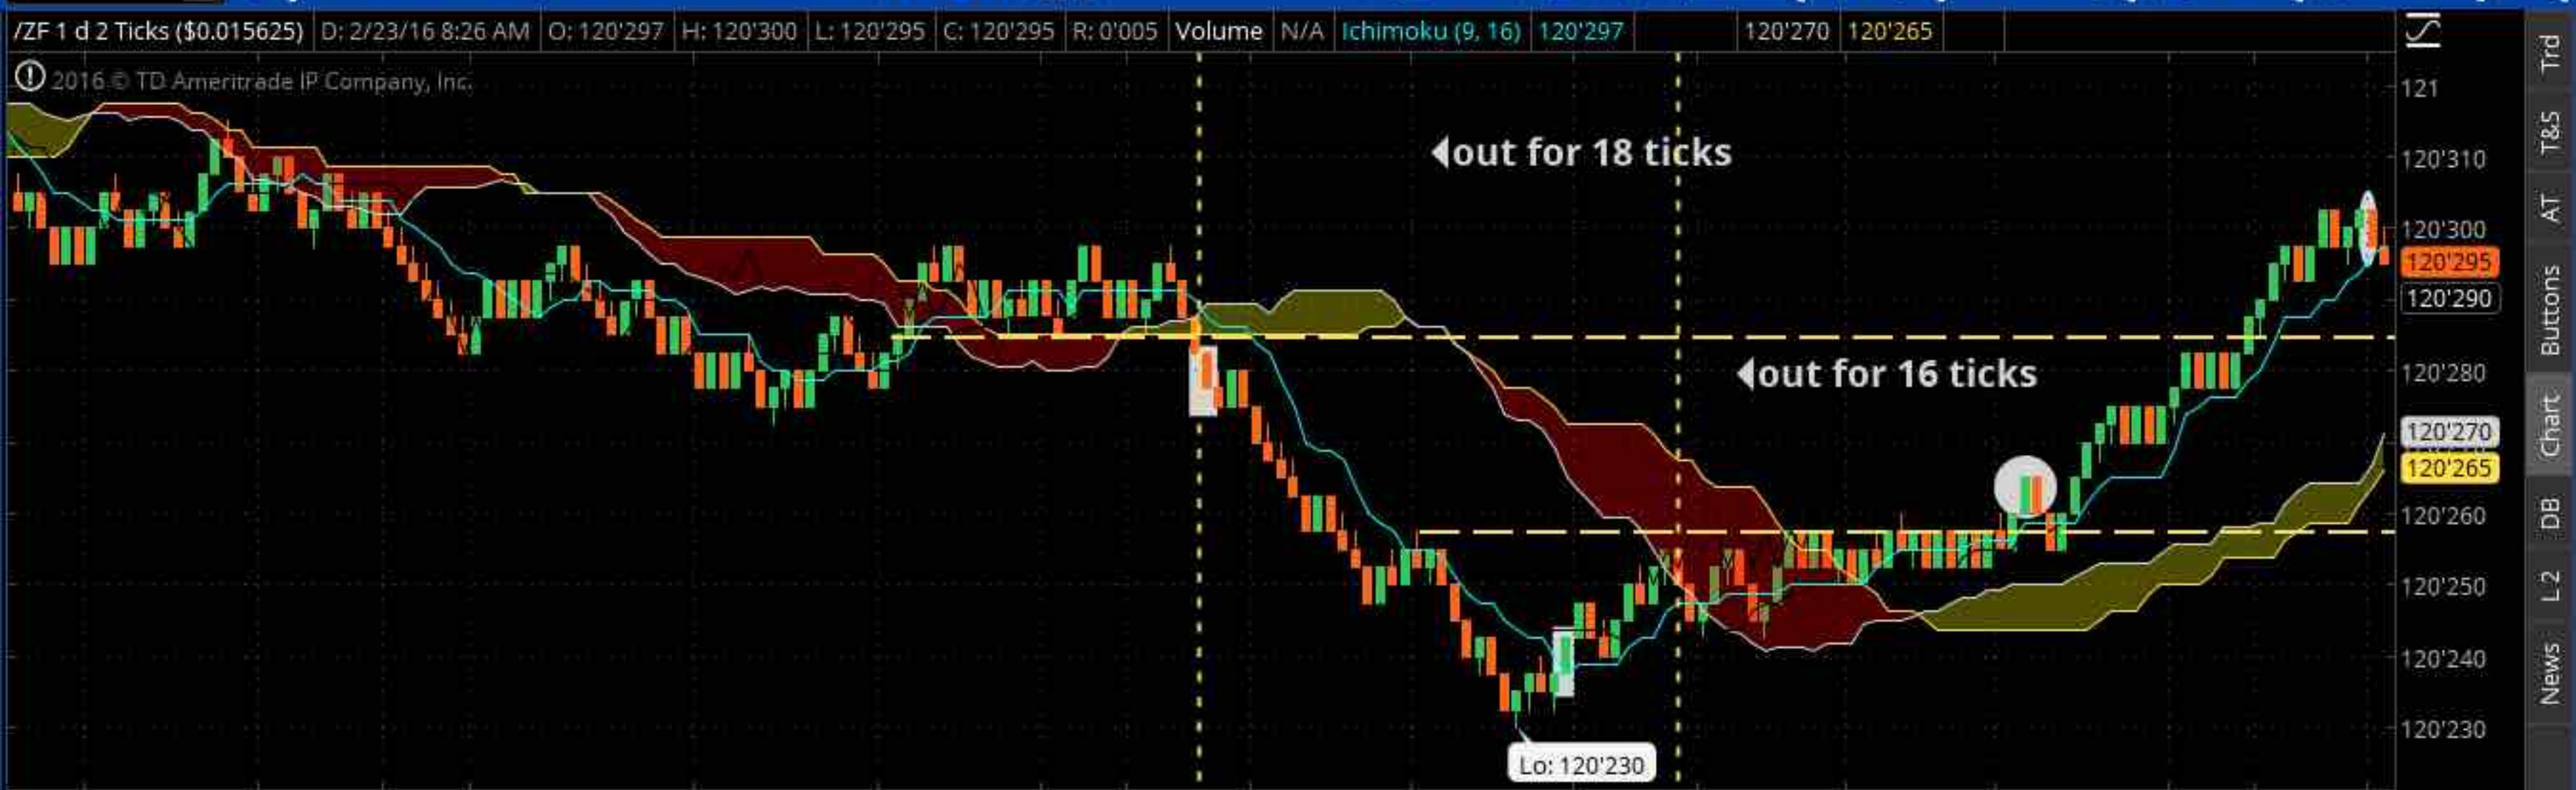 /ZF 1 d 2 Ticks ($0.015625) D: 2/23/16 8:26 AM O: 120'297 H: 120'300 L: 120'295 C: 120'295 R: 0'005 Volume N/A Ichimoku (9, 16) 120'297 120'270 120'265
2016 © TD Ameritrade IP Company, Inc.
121
out for 18 ticks
120'310
120'300
120'295
120'290
out for 16 ticks
120'280
120'270
120'265
120'260
120'250
120'240
120'230
Lo: 120'230
Trd
T&S
AT
Buttons
Chart
DB
L2
News